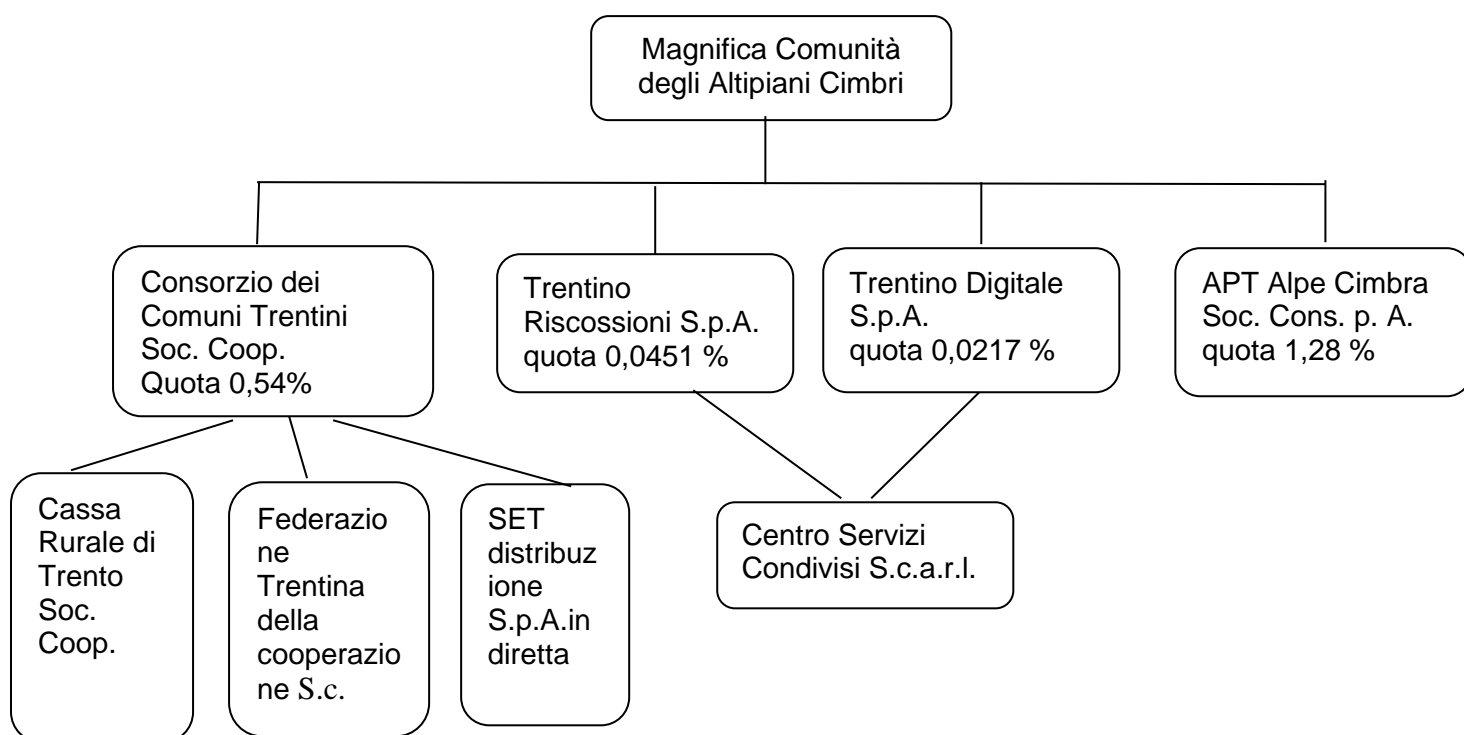 Magnifica Comunità
degli Altipiani Cimbri
Consorzio dei
Comuni Trentini
Soc. Coop.
Quota 0,54%
Trentino
Riscossioni S.p.A.
quota 0,0451 %
Trentino Digitale
S.p.A.
quota 0,0217 %
APT Alpe Cimbra
Soc. Cons. p. A.
quota 1,28 %
Cassa
Rurale di
Trento
Soc.
Coop.
Federazio
ne
Trentina
della
cooperazio
ne S.c.
SET
distribuz
ione
S.p.A.in
diretta
Centro Servizi
Condivisi S.c.a.r.l.